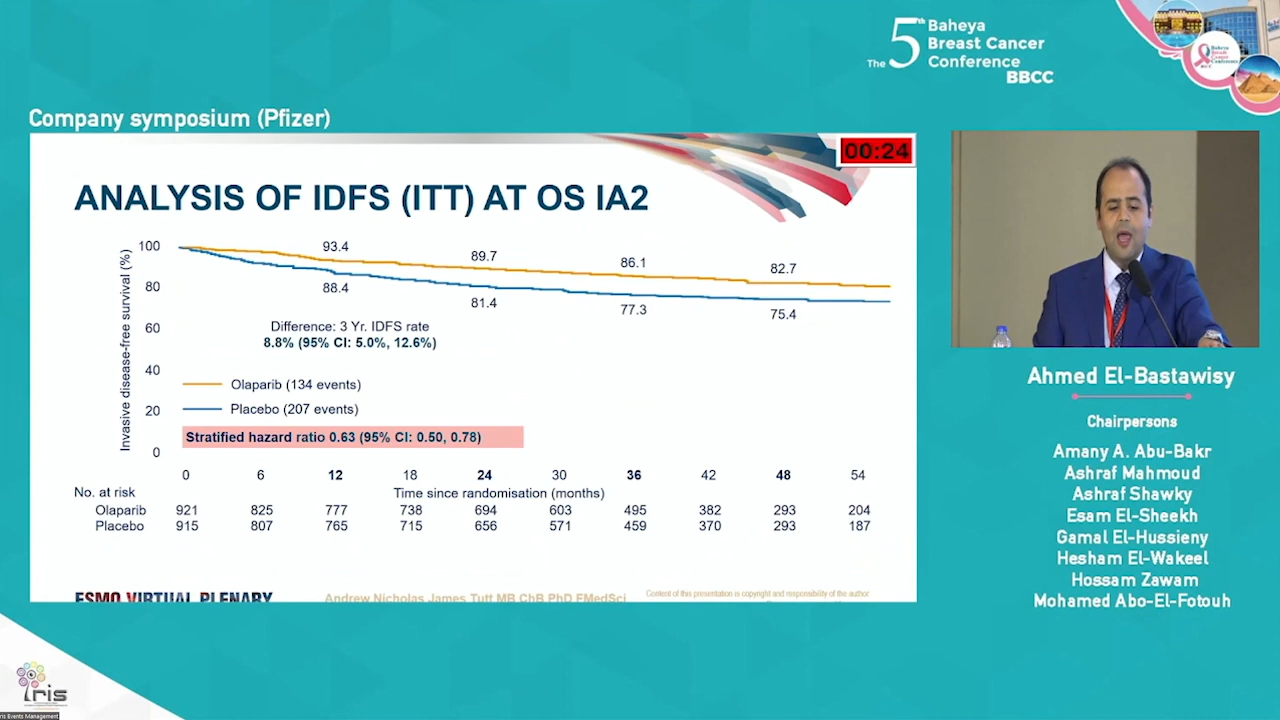 The 5th Baheya
Breast Cancer
Conference
BBCC
Baheya
Breast
Cancer
Conference
Company symposium (Pfizer)
00:24
ANALYSIS OF IDFS (ITT) AT OS IA2
Invasive disease-free survival (%)
100
80
60
40
20
0
93.4
89.7
86.1
82.7
88.4
81.4
77.3
75.4
Difference: 3 Yr. IDFS rate
8.8% (95% CI: 5.0%, 12.6%)
Olaparib (134 events)
Placebo (207 events)
Stratified hazard ratio 0.63 (95% CI: 0.50, 0.78)
0 6 12 18 24 30 36 42 48 54
No. at risk
Time since randomisation (months)
Olaparib 921 825 777 738 694 603 495 382 293 204
Placebo 915 807 765 715 656 571 459 370 293 187
ESMO VIRTUAL PLENARY
Andrew Nicholas James Tutt MB ChB PhD FMedSci
Content of this presentation is copyright and responsibility of the author.
Ahmed El-Bastawisy
Chairpersons
Amany A. Abu-Bakr
Ashraf Mahmoud
Ashraf Shawky
Esam El-Sheekh
Gamal El-Hussieny
Hesham El-Wakeel
Hossam Zawam
Mohamed Abo-El-Fotouh
Iris
Iris Events Management